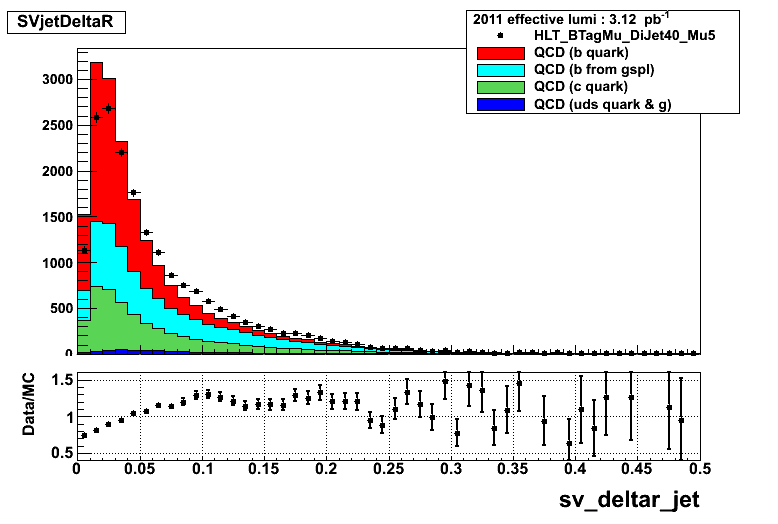 SVjetDeltaR
2011 effective lumi : 3.12 pb-1
HLT_BTagMu_DiJet40_Mu5
QCD (b quark)
QCD (b from gspl)
QCD (c quark)
QCD (uds quark & g)
3000
2500
2000
1500
1000
500
0
Data/MC
1.5
1
0.5
0 0.05 0.1 0.15 0.2 0.25 0.3 0.35 0.4 0.45 0.5
sv_deltar_jet